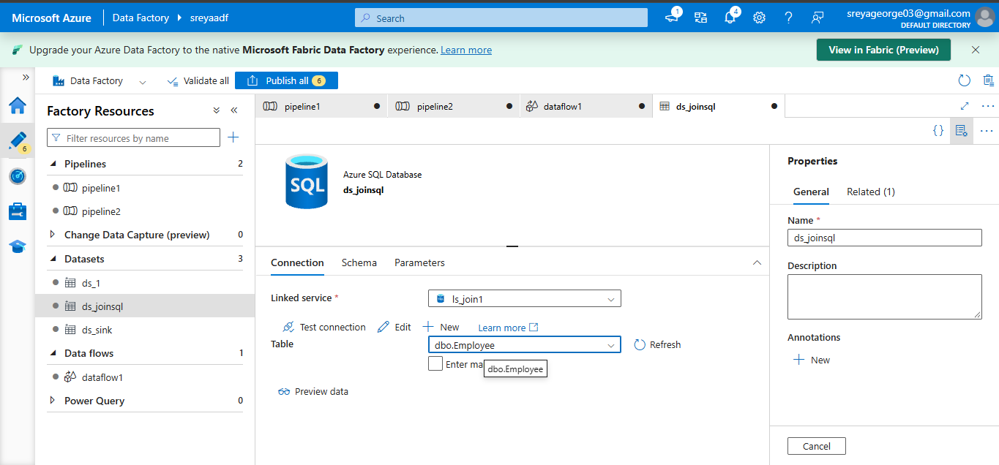 Microsoft Azure
Data Factory
sreyaadf
Search
1
4
sreyageorge03@gmail.com
DEFAULT DIRECTORY
Upgrade your Azure Data Factory to the native Microsoft Fabric Data Factory experience. Learn more
View in Fabric (Preview)
Data Factory
Validate all
Publish all
6
6
Factory Resources
Filter resources by name
Pipelines
2
pipeline1
pipeline2
Change Data Capture (preview)
0
Datasets
3
ds_1
ds_joinsql
ds_sink
Data flows
1
dataflow1
Power Query
0
pipeline1
pipeline2
dataflow1
ds_joinsql
SQL
Azure SQL Database
ds_joinsql
Connection
Schema
Parameters
Linked service *
ls_join1
Test connection
Edit
New
Learn more
Table
dbo.Employee
Refresh
Enter ma
dbo.Employee
Preview data
Properties
General
Related (1)
Name *
ds_joinsql
Description
Annotations
New
Cancel